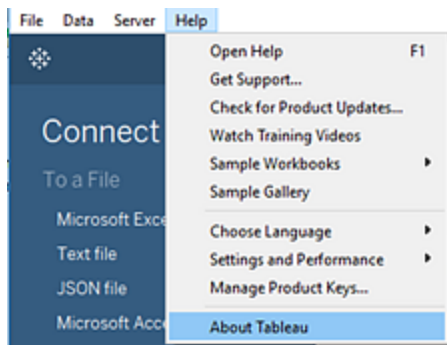 File Data Server Help
Open Help F1
Get Support...
Check for Product Updates...
Watch Training Videos
Sample Workbooks
Sample Gallery
Choose Language
Settings and Performance
Manage Product Keys...
About Tableau
Connect
To a File
Microsoft Exce
Text file
JSON file
Microsoft Acce